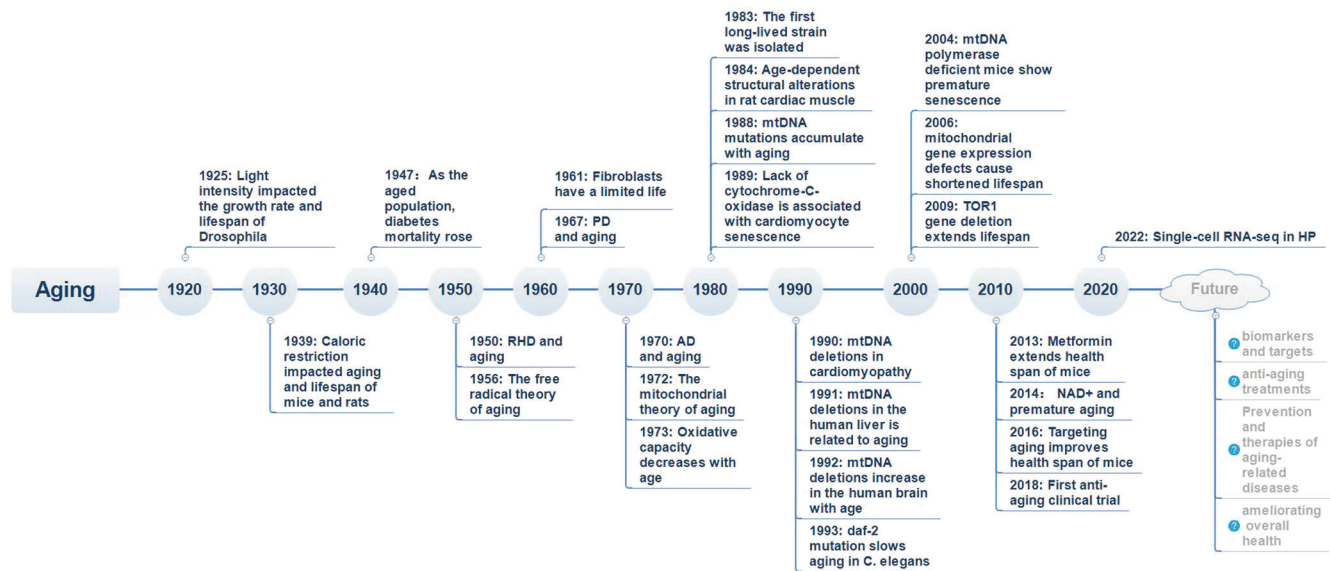 Aging
1920
1925: Light
intensity impacted
the growth rate and
lifespan of
Drosophila
1930
1939: Caloric
restriction
impacted aging
and lifespan of
mice and rats
1940
1947: As the
aged
population,
diabetes
mortality rose
1950
1950: RHD and
aging
1956: The free
radical theory
of aging
1960
1961: Fibroblasts
have a limited life
1967: PD
and aging
1970
1970: AD
and aging
1972: The
mitochondrial
theory of aging
1973: Oxidative
capacity
decreases with
age
1980
1983: The first
long-lived strain
was isolated
1984: Age-dependent
structural alterations
in rat cardiac muscle
1988: mtDNA
mutations accumulate
with aging
1989: Lack of
cytochrome-C-
oxidase is associated
with cardiomyocyte
senescence
1990
1990: mtDNA
deletions in
cardiomyopathy
1991: mtDNA
deletions in the
human liver is
related to aging
1992: mtDNA
deletions increase
in the human brain
with age
1993: daf-2
mutation slows
aging in C. elegans
2000
2004: mtDNA
polymerase
deficient mice show
premature
senescence
2006:
mitochondrial
gene expression
defects cause
shortened lifespan
2009: TOR1
gene deletion
extends lifespan
2010
2013: Metformin
extends health
span of mice
2014: NAD+ and
premature aging
2016: Targeting
aging improves
health span of mice
2018: First anti-
aging clinical trial
2020
2022: Single-cell RNA-seq in HP
Future
? biomarkers
and targets
? anti-aging
treatments
Prevention and
therapies of
? aging-
related
diseases
ameliorating
? overall
health